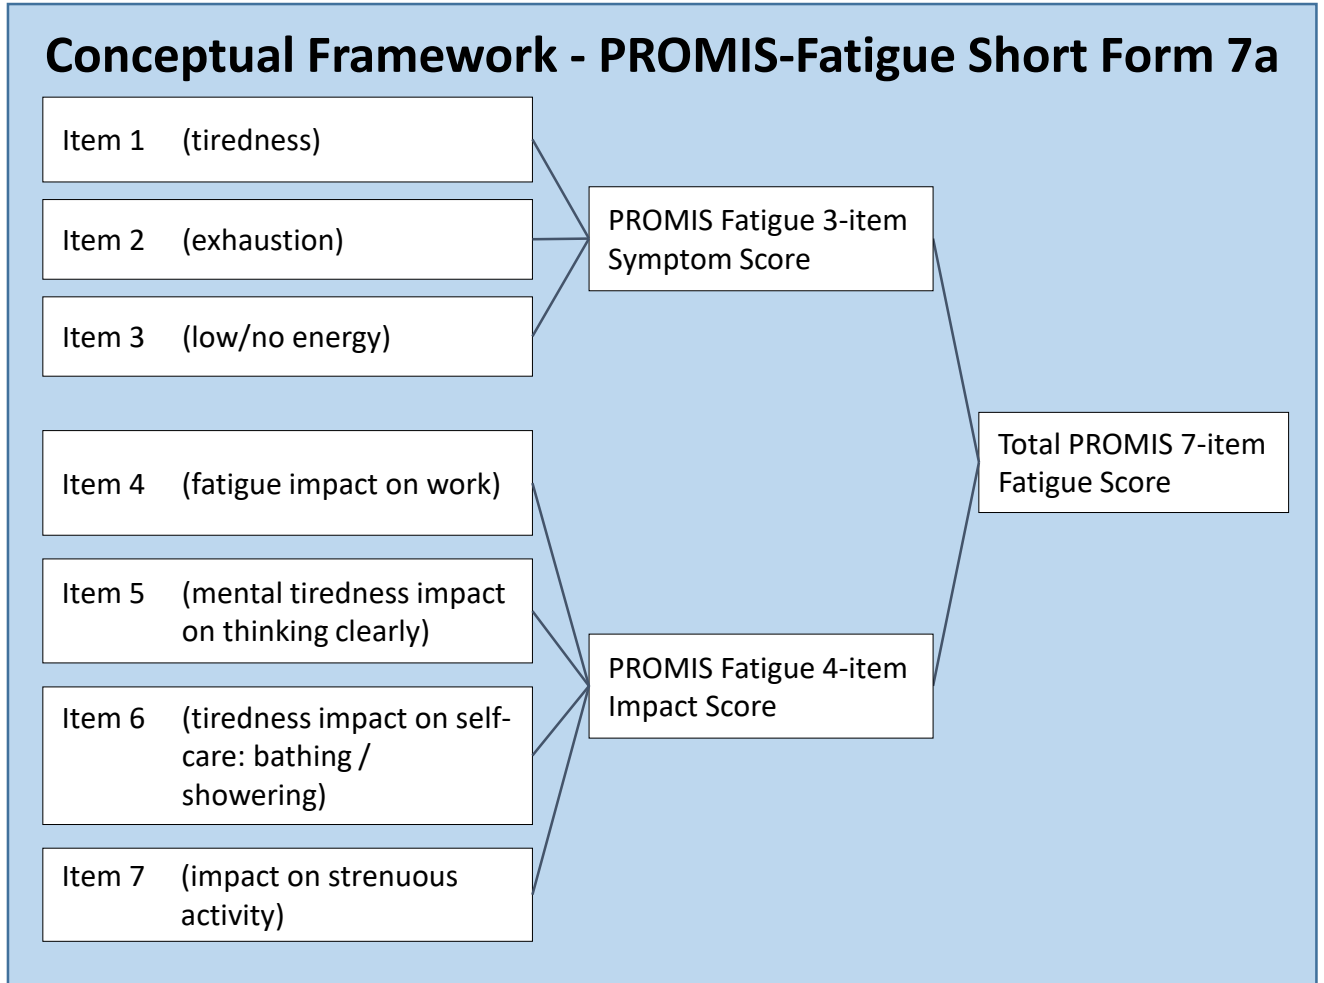 Conceptual Framework - PROMIS-Fatigue Short Form 7a
Item 1 (tiredness)
Item 2 (exhaustion)
Item 3 (low/no energy)
PROMIS Fatigue 3-item
Symptom Score
Item 4 (fatigue impact on work)
Item 5 (mental tiredness impact
on thinking clearly)
Item 6 (tiredness impact on self-
care: bathing /
showering)
Item 7 (impact on strenuous
activity)
PROMIS Fatigue 4-item
Impact Score
Total PROMIS 7-item
Fatigue Score